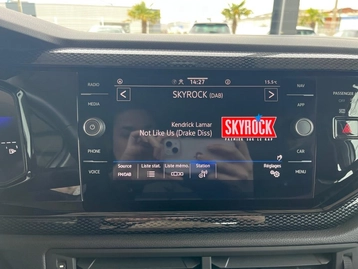 RADIO
14:27
15.5
NAV
SKYROCK (DAB)
MEDIA
APP
PASSENGER
Kendrick Lamar
Not Like Us (Drake Diss)
SKYROCK
PREMIER SUR LE RAP
PHONE
CAR
VOICE
Source
Liste stat.
Liste mémo.
Station
Réglages
MENU
FM/DAB